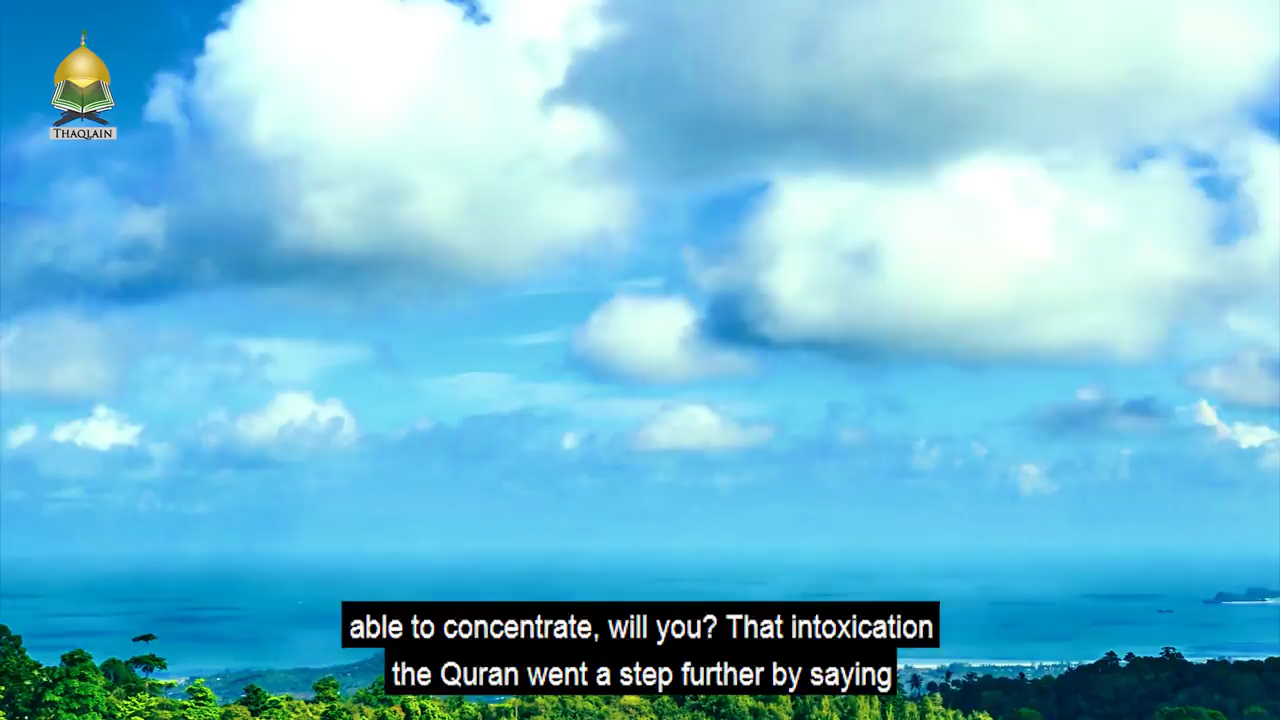 THAQLAIN
able to concentrate, will you? That intoxication
the Quran went a step further by saying